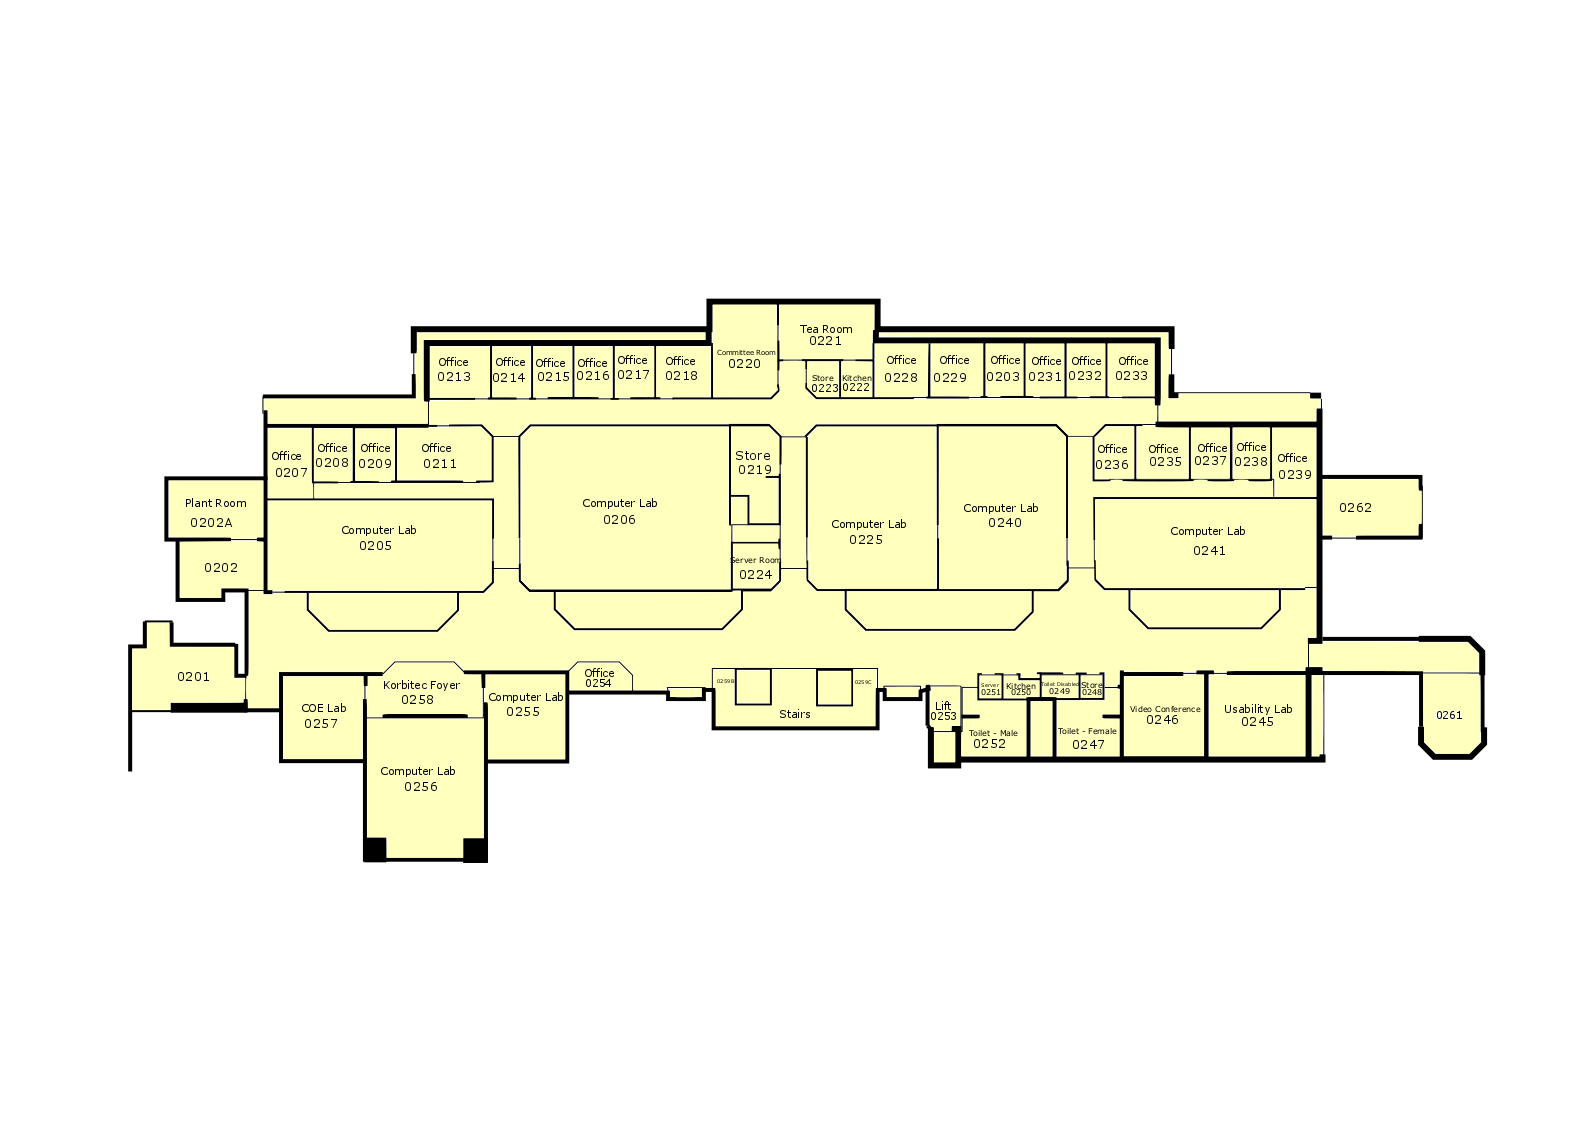 Tea Room
0221
Committee Room
0220
Office
0213
Office
0214
Office
0215
Office
0216
Office
0217
Office
0218
Store
0223
Kitchen
0222
Office
0228
Office
0229
Office
0203
Office
0231
Office
0232
Office
0233
Office
0207
Office
0208
Office
0209
Office
0211
Store
0219
Office
0236
Office
0235
Office
0237
Office
0238
Office
0239
Plant Room
0202A
Computer Lab
0205
Computer Lab
0206
Computer Lab
0225
Computer Lab
0240
Computer Lab
0241
0262
0202
Server Room
0224
0201
Korbitec Foyer
0258
Office
0254
COE Lab
0257
Computer Lab
0255
Computer Lab
0256
0259B
0259C
Stairs
Lift
0253
Server
0251
Kitchen
0250
Toilet Disabled
0249
Store
0248
Toilet - Male
0252
Toilet - Female
0247
Video Conference
0246
Usability Lab
0245
0261